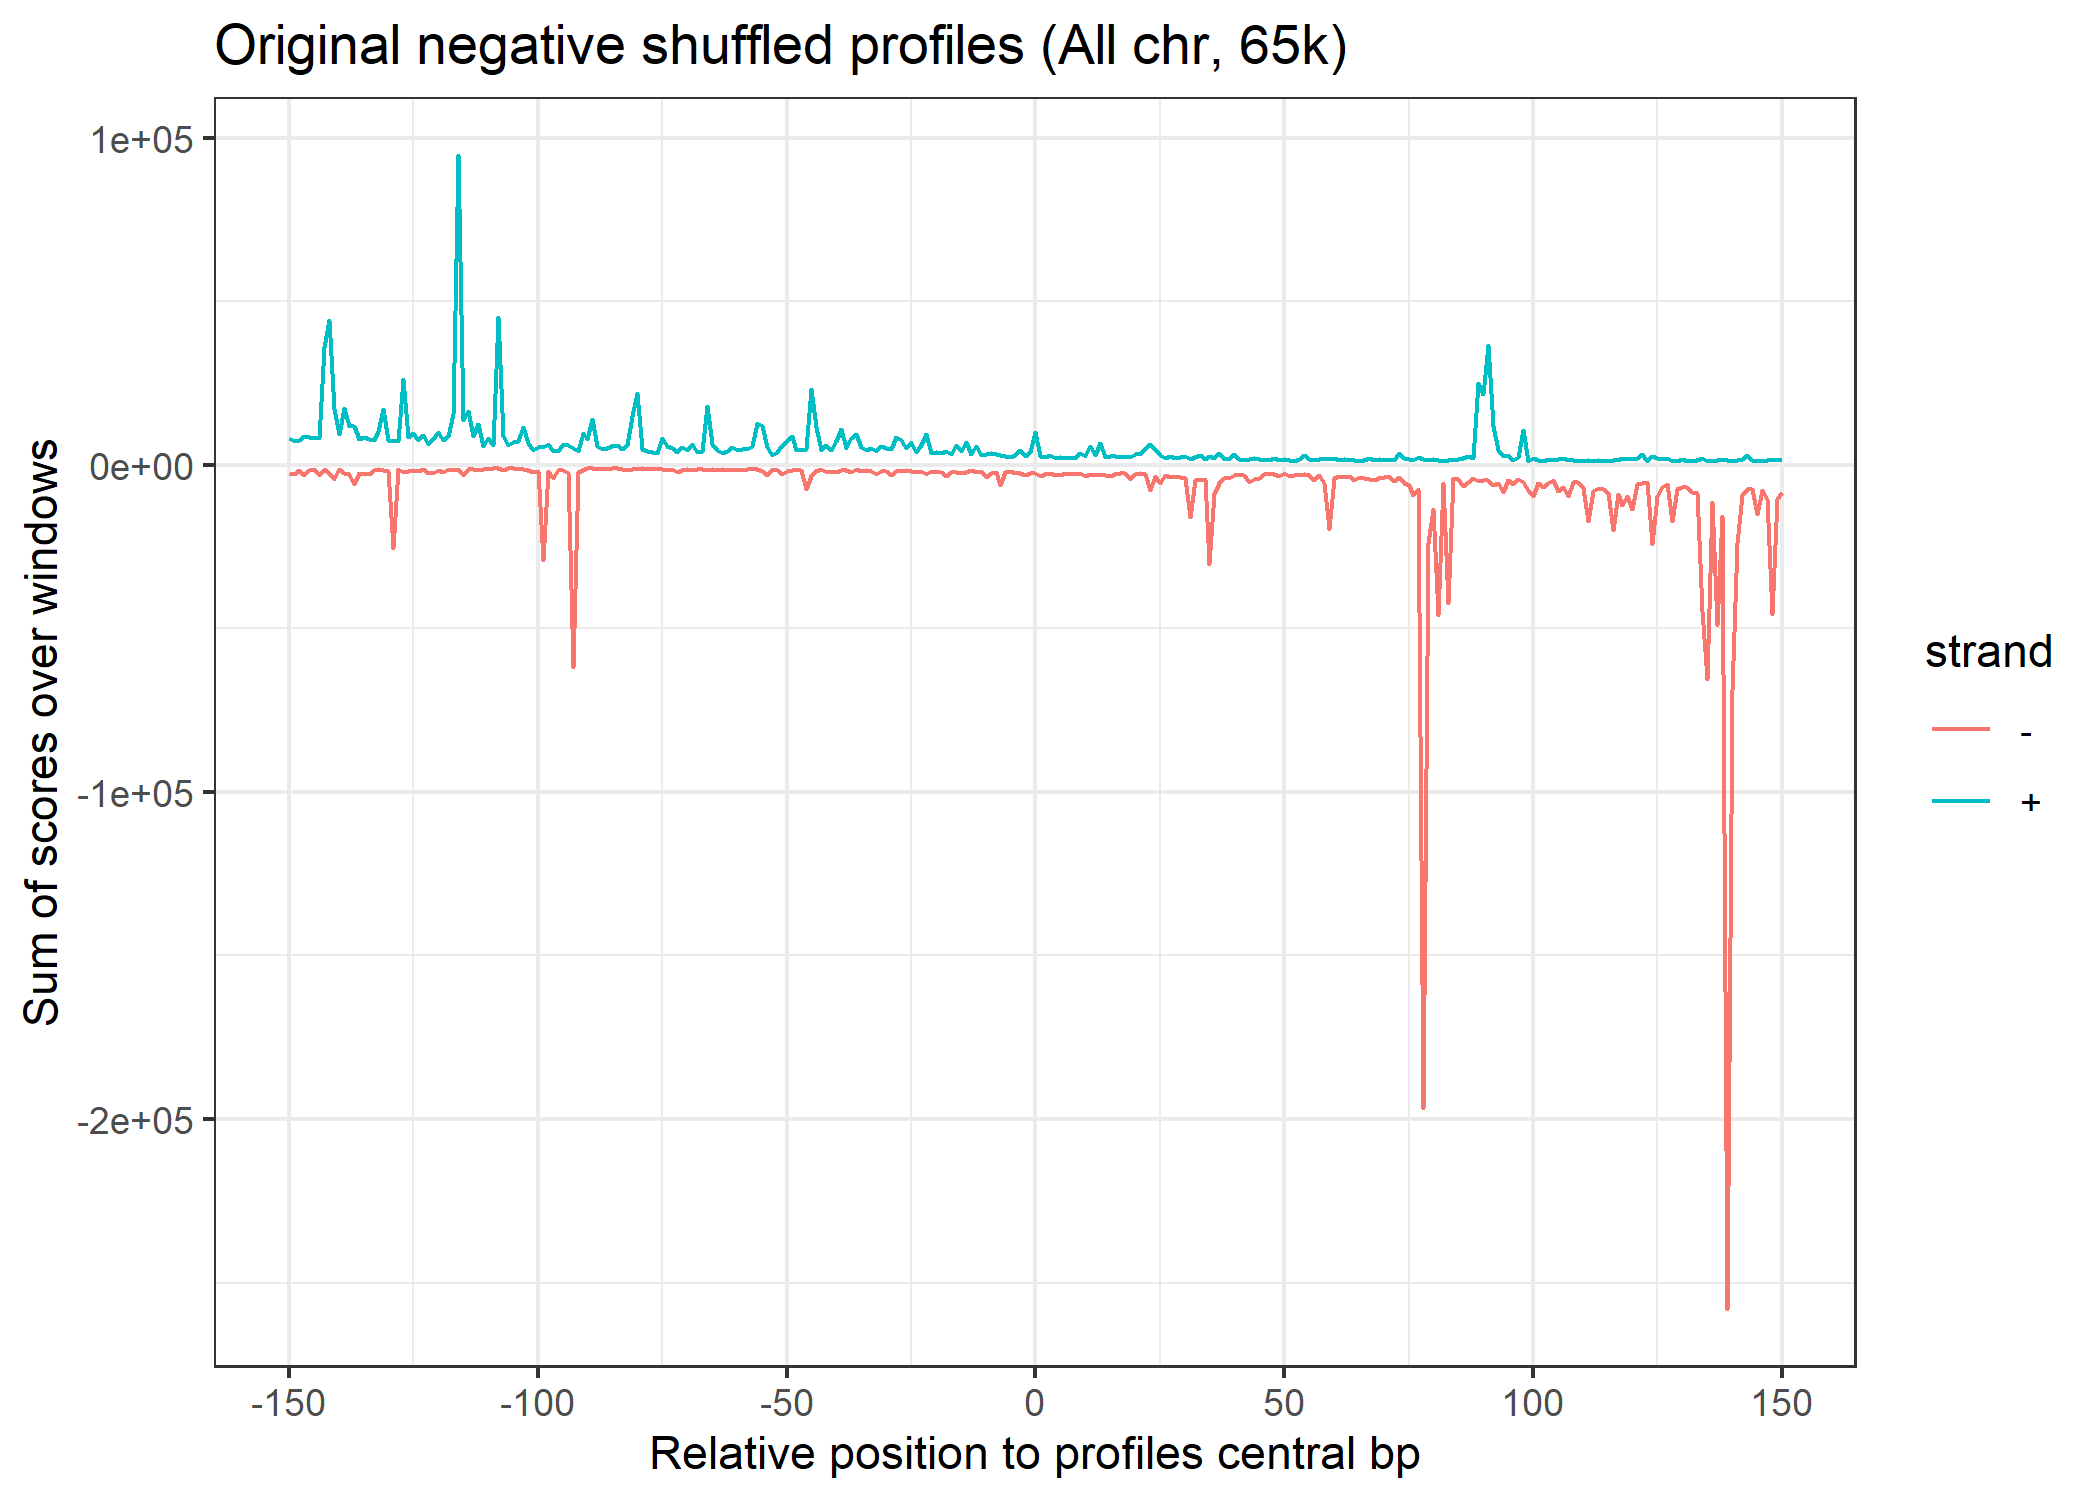 Original negative shuffled profiles (All chr, 65k)
1e+05
0e+00
-1e+05
-2e+05
Sum of scores over windows
-150 -100 -50 0 50 100 150
Relative position to profiles central bp
strand
-
+